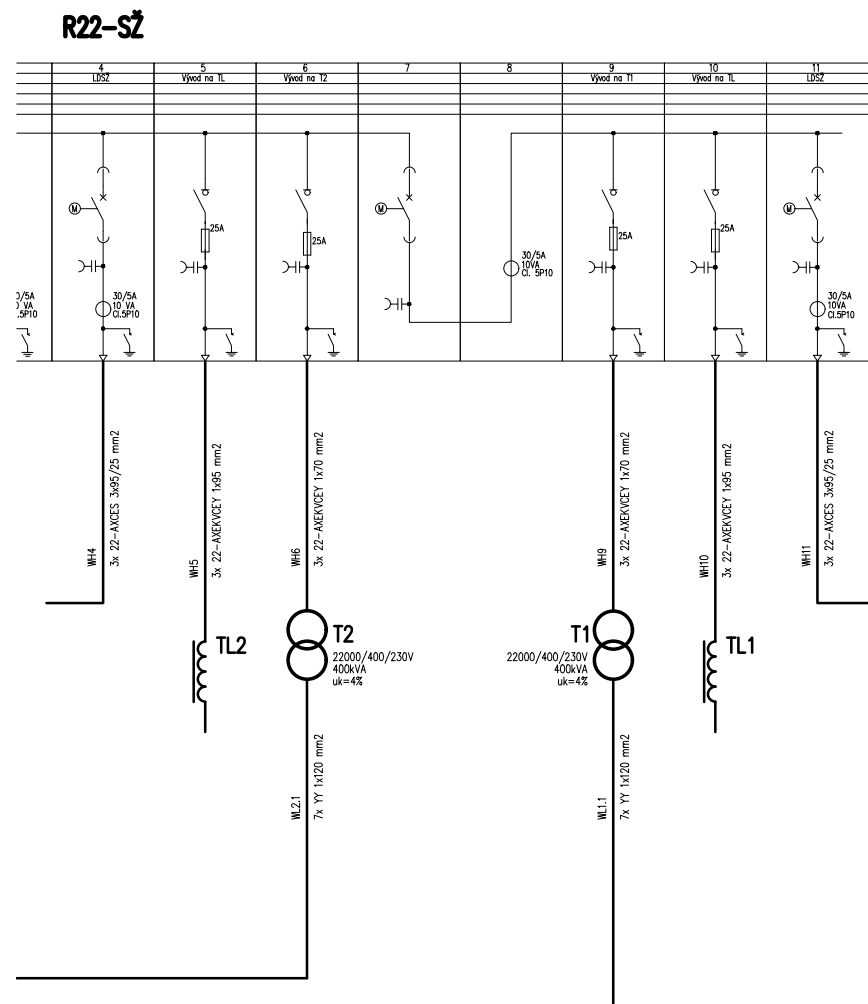 R22-SŽ
4
5
6
7
8
9
10
11
LDSŽ
Vývod na TL
Vývod na T2
Vývod na T1
Vývod na TL
LDSŽ
M
M
M
25A
25A
25A
25A
30/5A
10VA
Cl. 5P10
/5A
VA
.5P10
30/5A
10 VA
Cl.5P10
30/5A
10VA
Cl.5P10
WH4
3x 22-AXCES 3x95/25 mm2
WH5
3x 22-AXEKVCEY 1x95 mm2
WH6
3x 22-AXEKVCEY 1x70 mm2
WH9
3x 22-AXEKVCEY 1x70 mm2
WH10
3x 22-AXEKVCEY 1x95 mm2
WH11
3x 22-AXCES 3x95/25 mm2
TL2
T2
22000/400/230V
400kVA
uk=4%
T1
22000/400/230V
400kVA
uk=4%
TL1
WL2.1
7x YY 1x120 mm2
WL1.1
7x YY 1x120 mm2